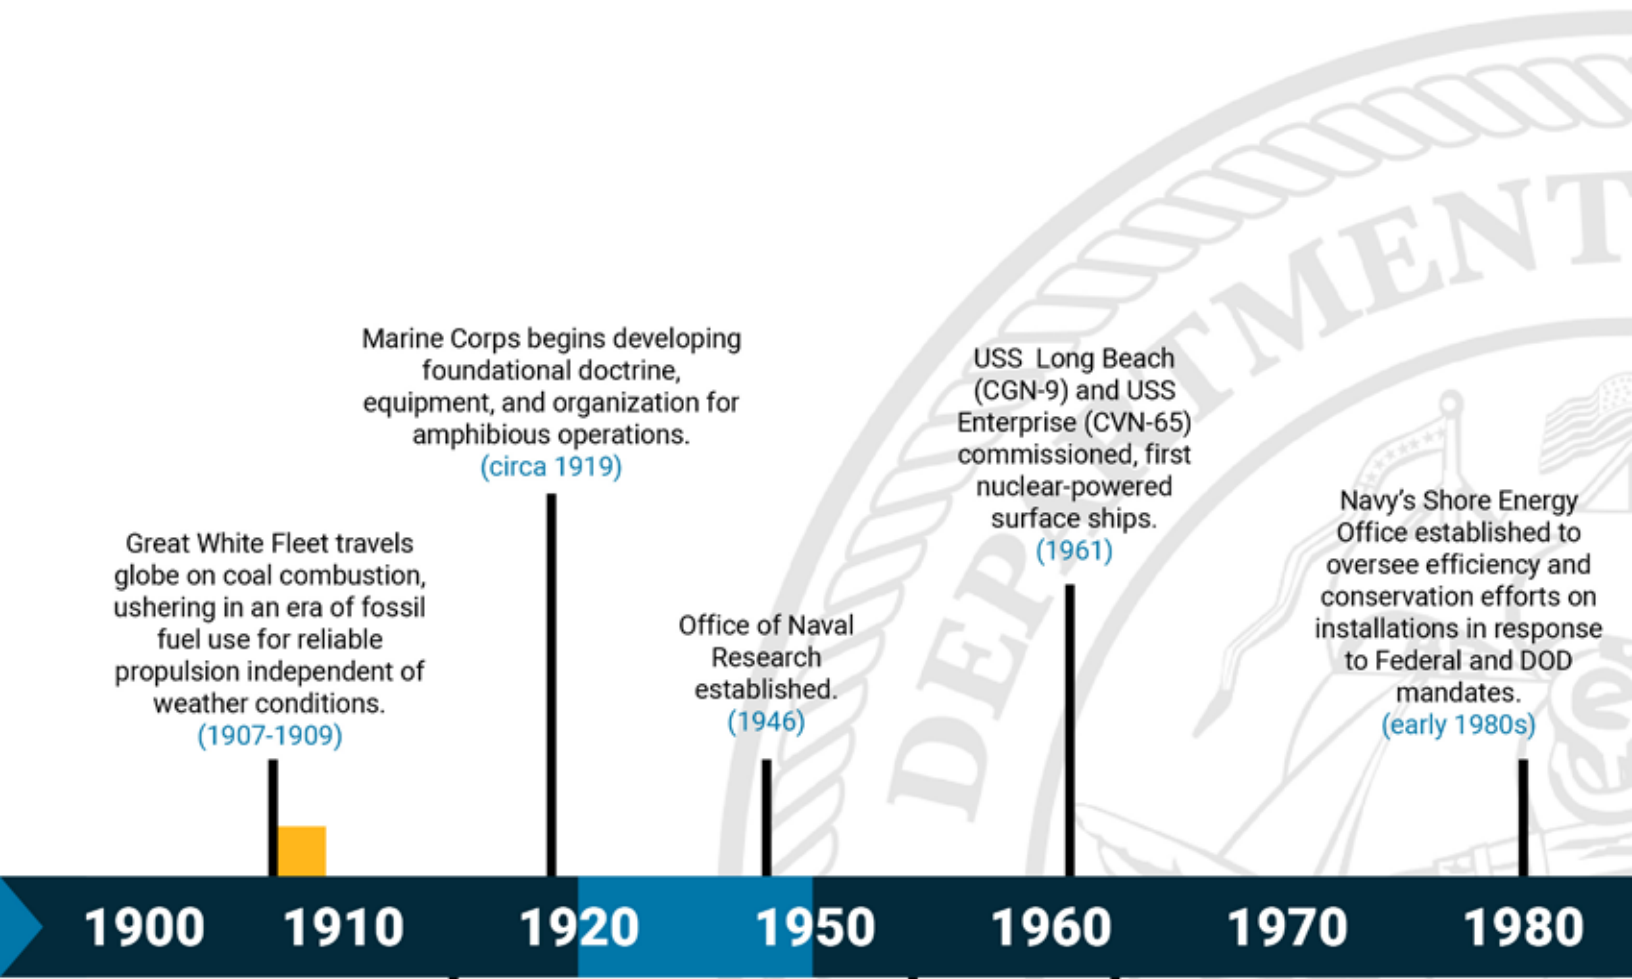 Marine Corps begins developing
foundational doctrine,
equipment, and organization for
amphibious operations.
(circa 1919)
USS Long Beach
(CGN-9) and USS
Enterprise (CVN-65)
commissioned, first
nuclear-powered
surface ships.
(1961)
Navy’s Shore Energy
Office established to
oversee efficiency and
conservation efforts on
installations in response
to Federal and DOD
mandates.
(early 1980s)
Great White Fleet travels
globe on coal combustion,
ushering in an era of fossil
fuel use for reliable
propulsion independent of
weather conditions.
(1907-1909)
Office of Naval
Research
established.
(1946)
DEPARTMENT
1900 1910 1920 1950 1960 1970 1980